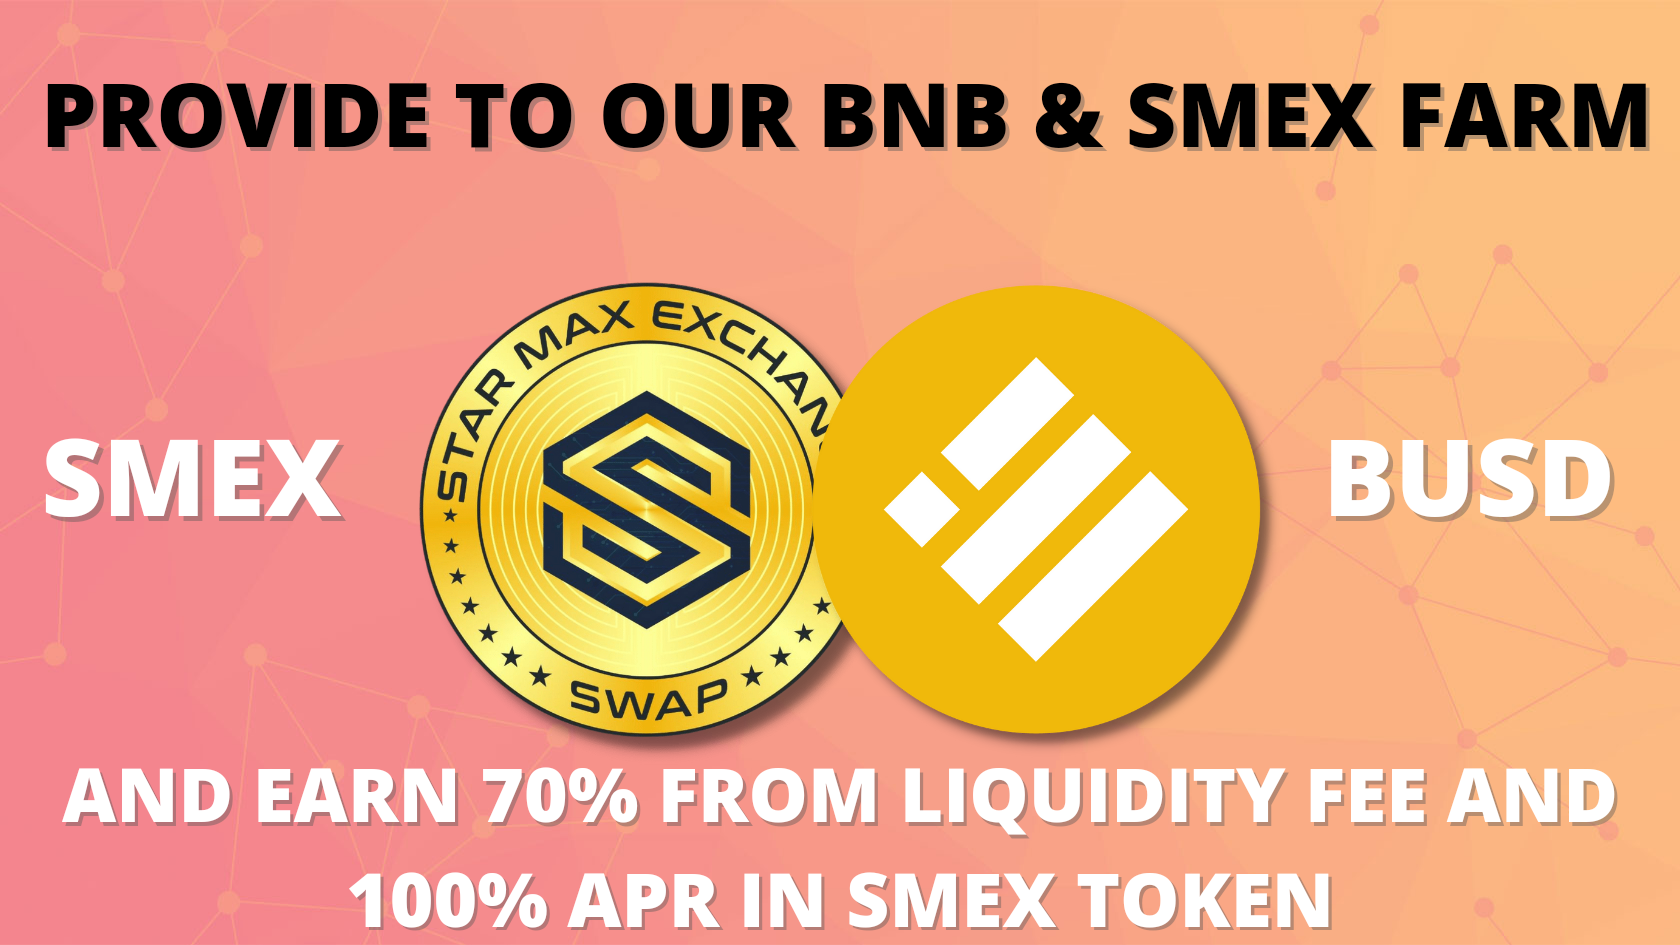 PROVIDE TO OUR BNB & SMEX FARM
STAR MAX
SMEX
BUSD
SWAP
AND EARN 70% FROM LIQUIDITY FEE AND
100% APR IN SMEX TOKEN